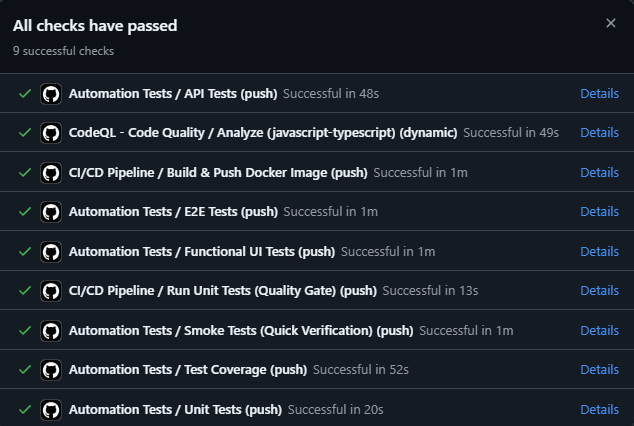 All checks have passed
9 successful checks
Automation Tests / API Tests (push) Successful in 48s Details
CodeQL - Code Quality / Analyze (javascript-typescript) (dynamic) Successful in 49s Details
CI/CD Pipeline / Build & Push Docker Image (push) Successful in 1m Details
Automation Tests / E2E Tests (push) Successful in 1m Details
Automation Tests / Functional UI Tests (push) Successful in 1m Details
CI/CD Pipeline / Run Unit Tests (Quality Gate) (push) Successful in 13s Details
Automation Tests / Smoke Tests (Quick Verification) (push) Successful in 1m Details
Automation Tests / Test Coverage (push) Successful in 52s Details
Automation Tests / Unit Tests (push) Successful in 20s Details